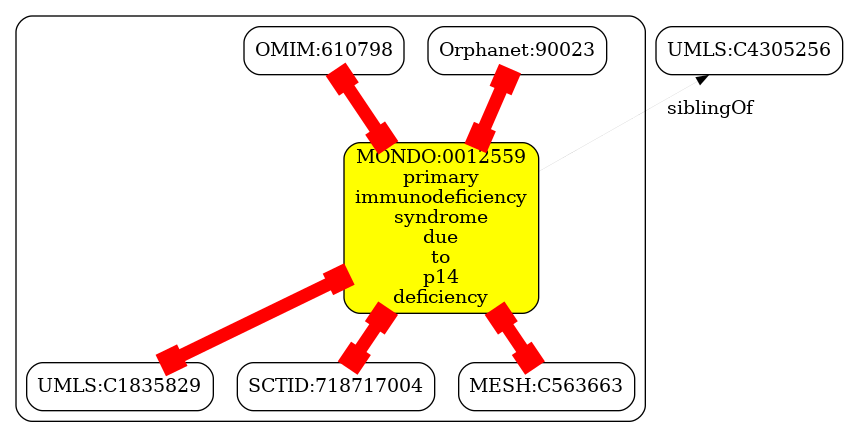 OMIM:610798
Orphanet:90023
UMLS:C4305256
siblingOf
MONDO:0012559
primary
immunodeficiency
syndrome
due
to
p14
deficiency
UMLS:C1835829
SCTID:718717004
MESH:C563663